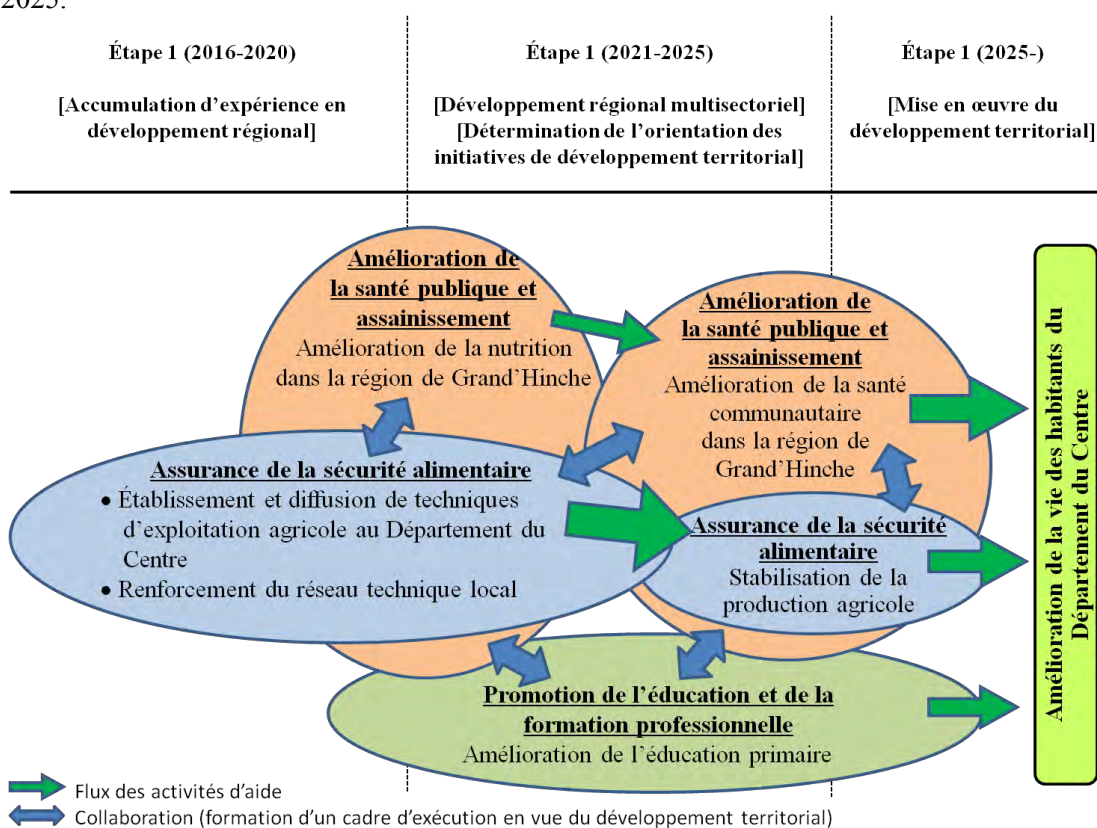 2025.
Étape 1 (2016-2020)
[Accumulation d'expérience en
développement régional]
Étape 1 (2021-2025)
[Développement régional multisectoriel]
[Détermination de l'orientation des
initiatives de développement territorial]
Étape 1 (2025-)
[Mise en œuvre du
développement territorial]
Amélioration de
la santé publique et
assainissement
Amélioration de la nutrition
dans la région de Grand'Hinche
Amélioration de
la santé publique et
assainissement
Amélioration de la santé
communautaire
dans la région de
Grand'Hinche
Assurance de la sécurité alimentaire
• Établissement et diffusion de techniques
d'exploitation agricole au Département du
Centre
• Renforcement du réseau technique local
Assurance de la sécurité
alimentaire
Stabilisation de la
production agricole
Promotion de l'éducation et de la
formation professionnelle
Amélioration de l'éducation primaire
Amélioration de la vie des habitants du
Département du Centre
Flux des activités d'aide
Collaboration (formation d'un cadre d'exécution en vue du développement territorial)